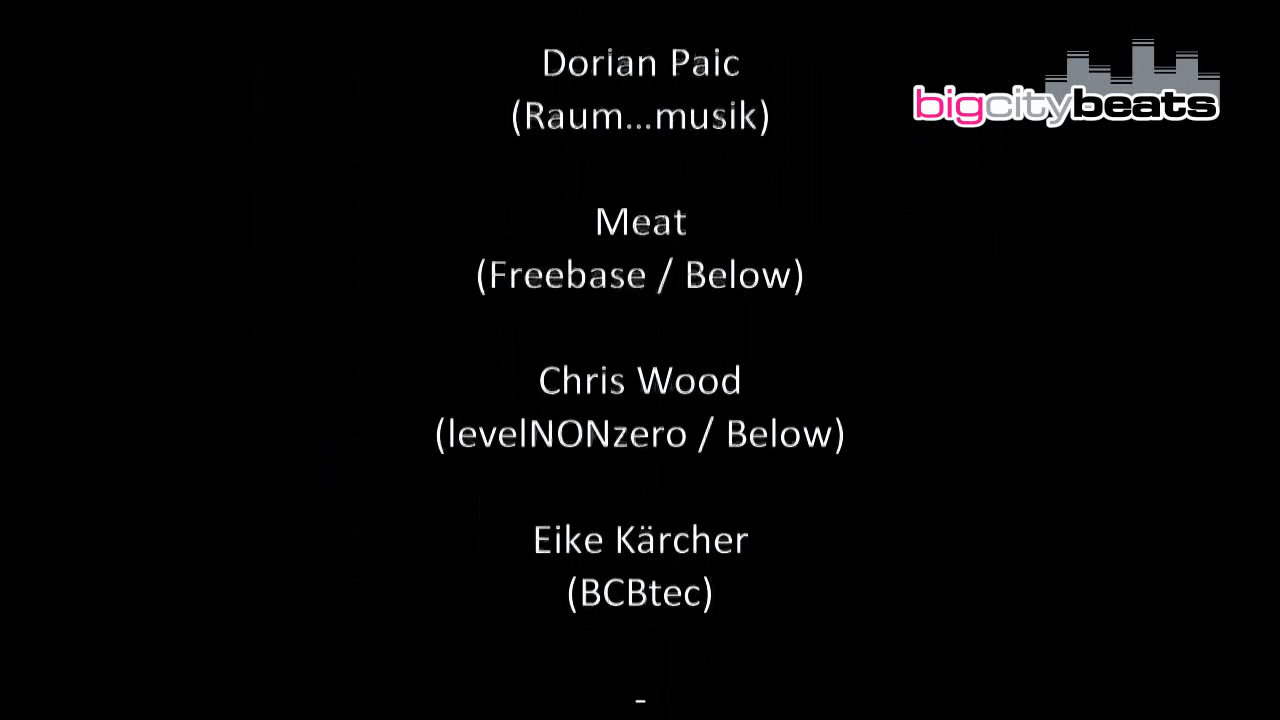 Dorian Paic
(Raum...musik)
bigcitybeats
Meat
(Freebase / Below)
Chris Wood
(levelNONzero / Below)
Eike Kärcher
(BCBtec)
-